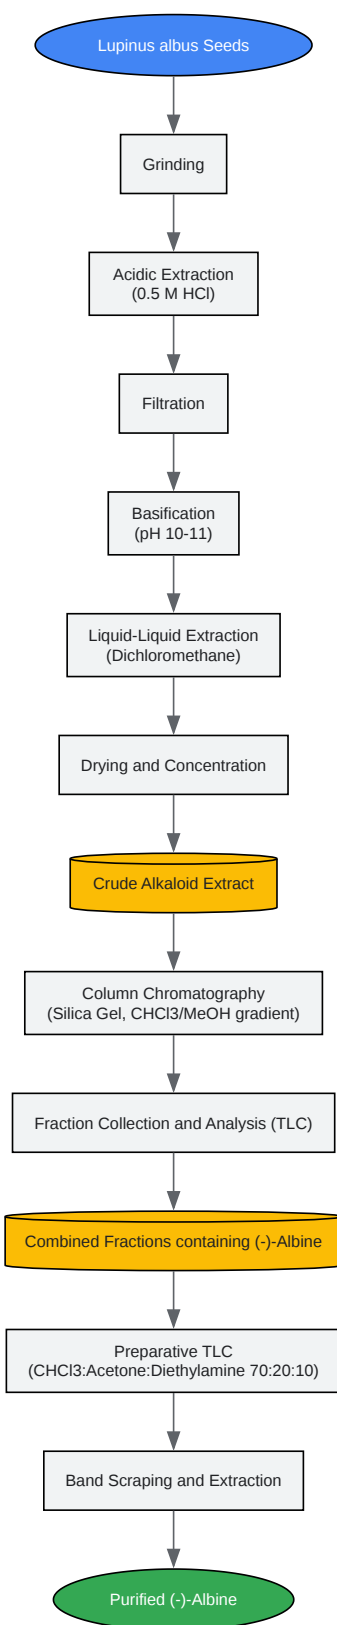 Lupinus albus Seeds
Grinding
Acidic Extraction
(0.5 M HCl)
Filtration
Basification
(pH 10-11)
Liquid-Liquid Extraction
(Dichloromethane)
Drying and Concentration
Crude Alkaloid Extract
Column Chromatography
(Silica Gel, CHCl3/MeOH gradient)
Fraction Collection and Analysis (TLC)
Combined Fractions containing (-)-Albine
Preparative TLC
(CHCl3:Acetone:Diethylamine 70:20:10)
Band Scraping and Extraction
Purified (-)-Albine